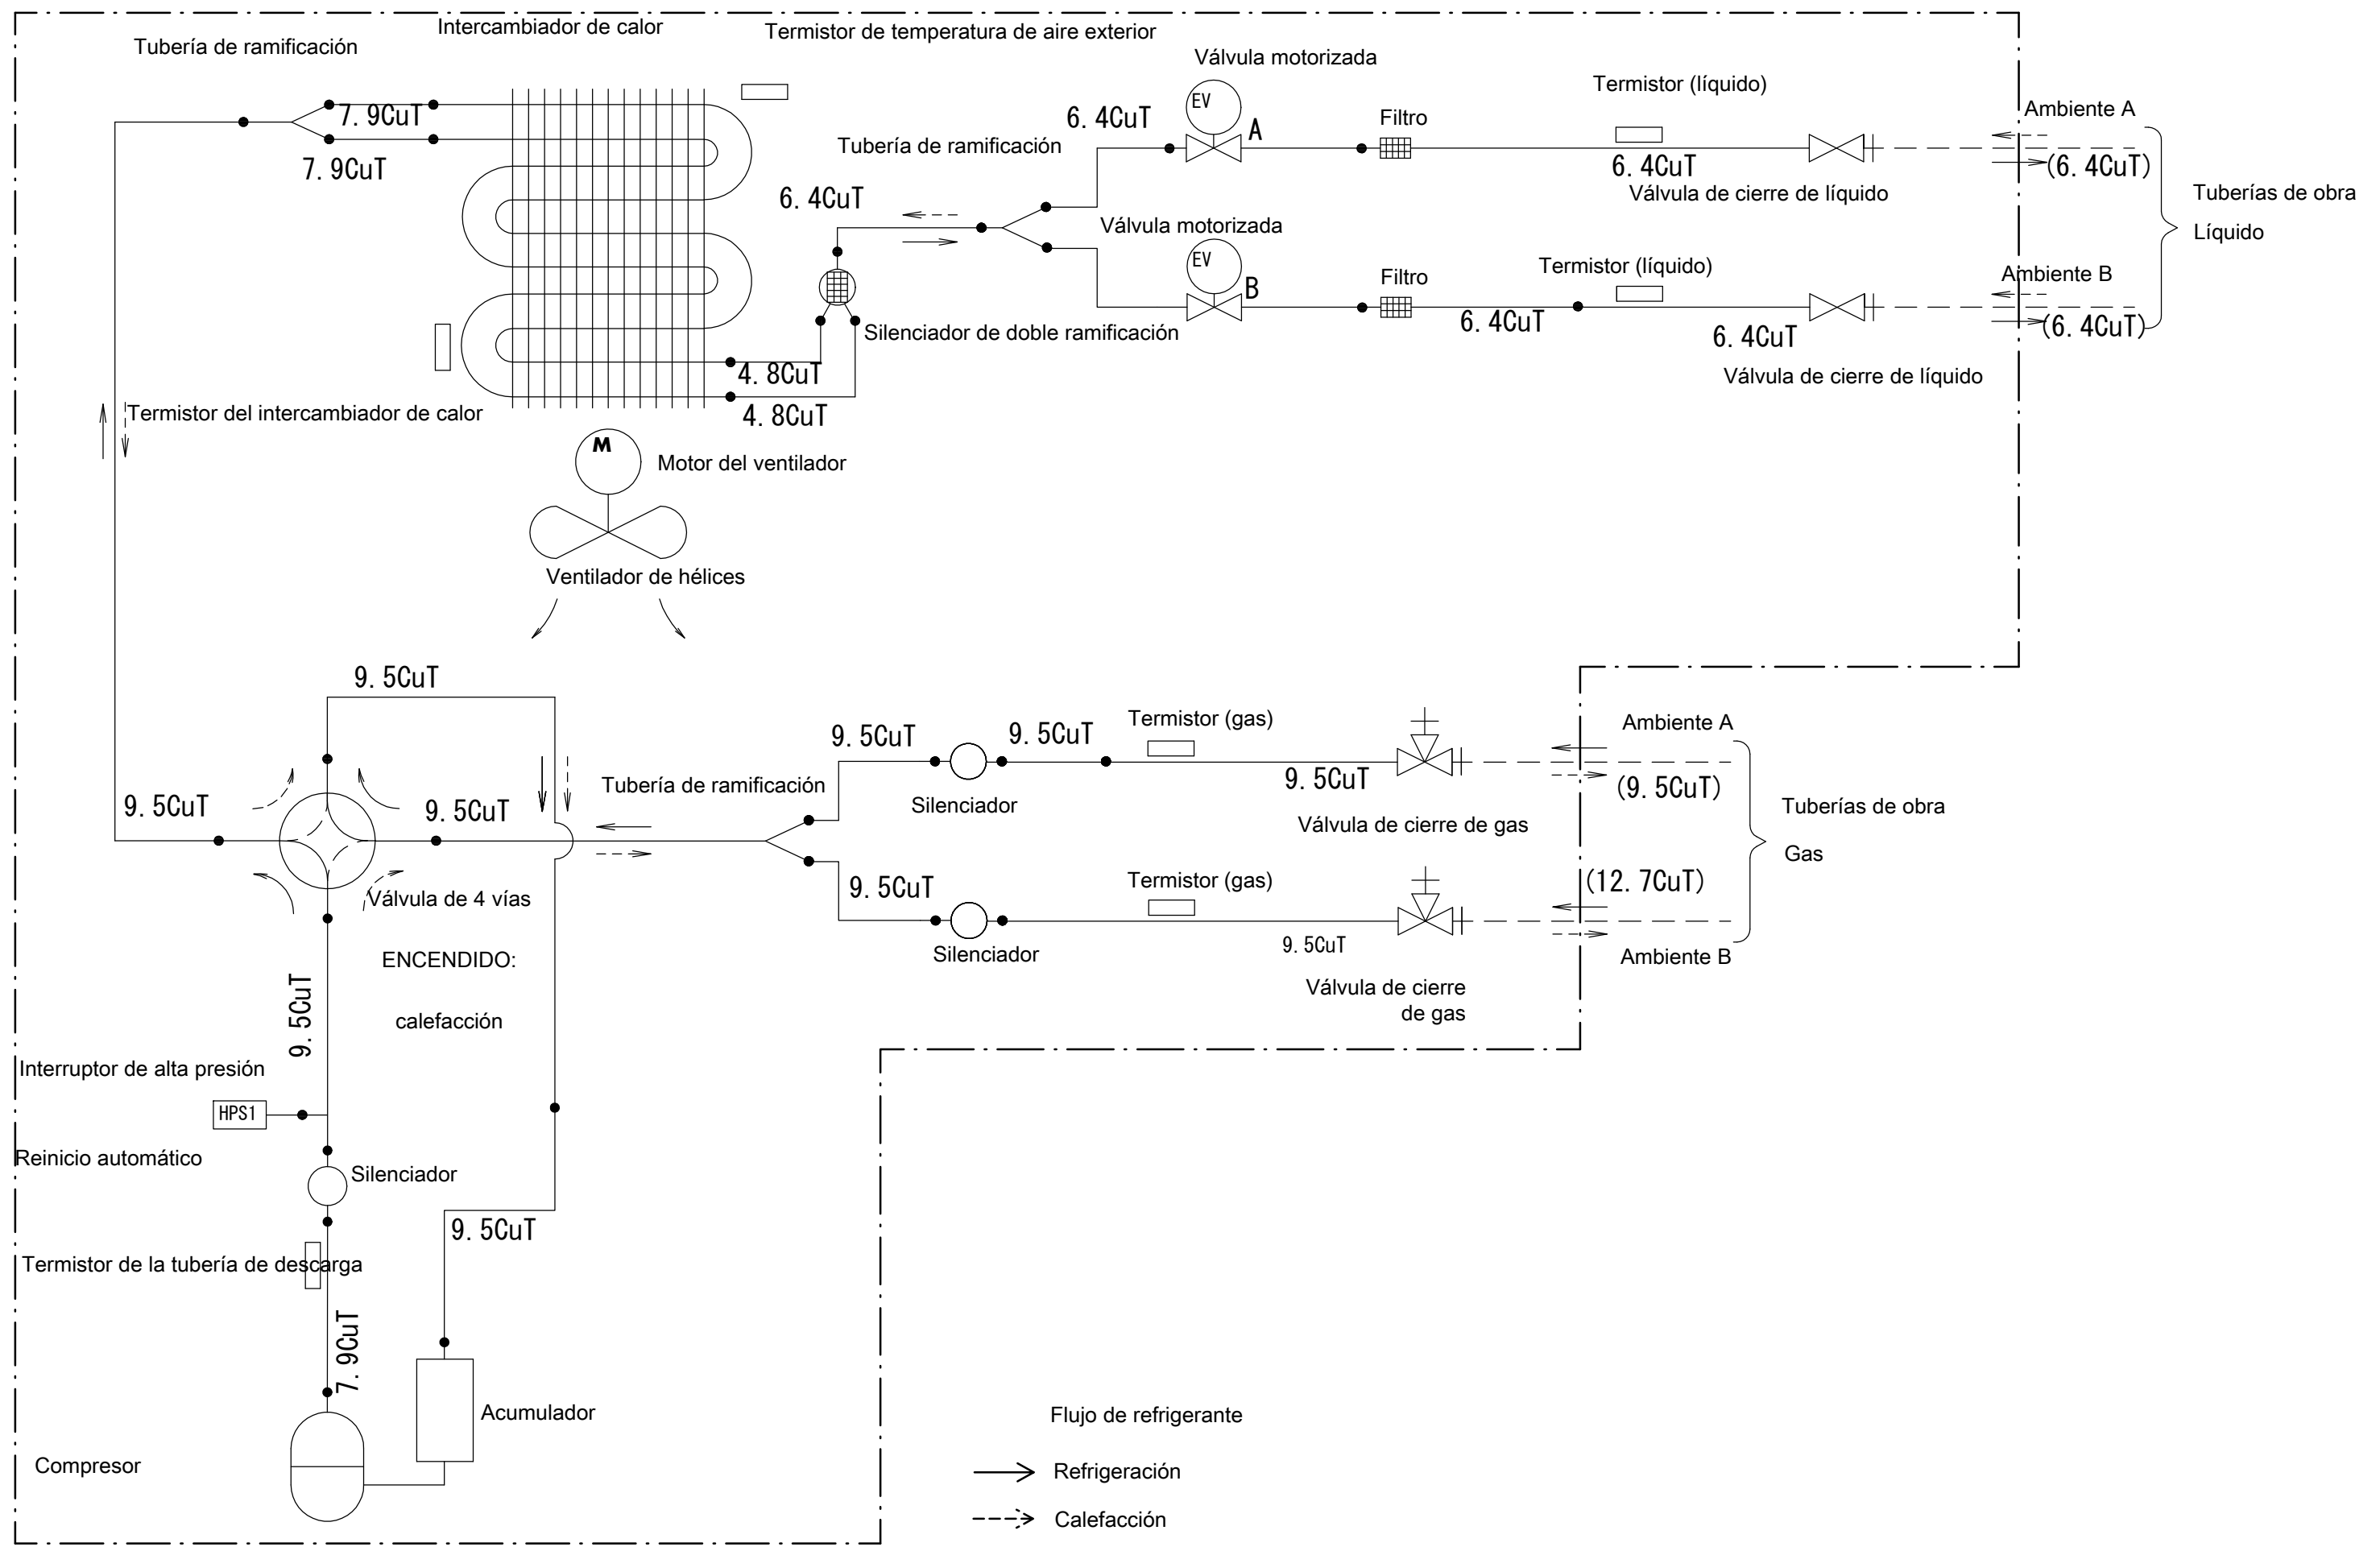 Intercambiador de calor
Termistor de temperatura de aire exterior
Tubería de ramificación
Válvula motorizada
Termistor (líquido)
EV
7. 9CuT
6. 4CuT
A
Filtro
Ambiente A
Tubería de ramificación
7. 9CuT
6. 4CuT
(6. 4CuT)
Válvula de cierre de líquido
Tuberías de obra
6. 4CuT
Válvula motorizada
Líquido
EV
B
Filtro
Termistor (líquido)
Ambiente B
Silenciador de doble ramificación
6. 4CuT
6. 4CuT
(6. 4CuT)
4. 8CuT
Válvula de cierre de líquido
4. 8CuT
Termistor del intercambiador de calor
M
Motor del ventilador
Ventilador de hélices
9. 5CuT
9. 5CuT
9. 5CuT
Termistor (gas)
Ambiente A
Tubería de ramificación
9. 5CuT
(9. 5CuT)
9. 5CuT
9. 5CuT
Silenciador
Válvula de cierre de gas
Tuberías de obra
Gas
Válvula de 4 vías
9. 5CuT
Termistor (gas)
(12. 7CuT)
ENCENDIDO:
calefacción
Silenciador
9. 5CuT
Ambiente B
Válvula de cierre
de gas
9. 5CuT
Interruptor de alta presión
HPS1
Reinicio automático
Silenciador
9. 5CuT
Termistor de la tubería de descarga
7. 9CuT
Acumulador
Compresor
Flujo de refrigerante
Refrigeración
Calefacción